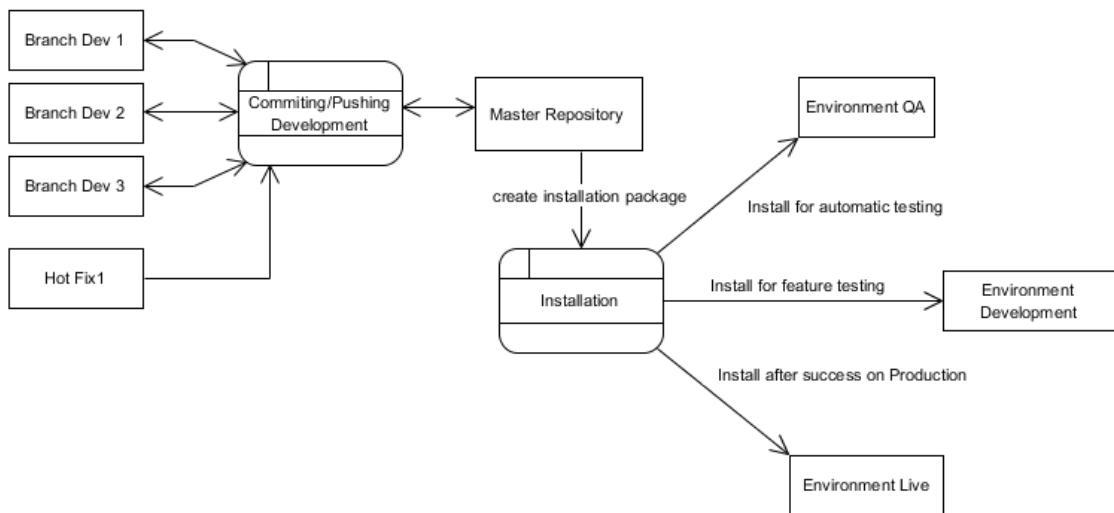 Branch Dev 1
Branch Dev 2
Branch Dev 3
Hot Fix1
Commiting/Pushing
Development
Master Repository
create installation package
Installation
Environment QA
Install for automatic testing
Install for feature testing
Environment
Development
Install after success on Production
Environment Live